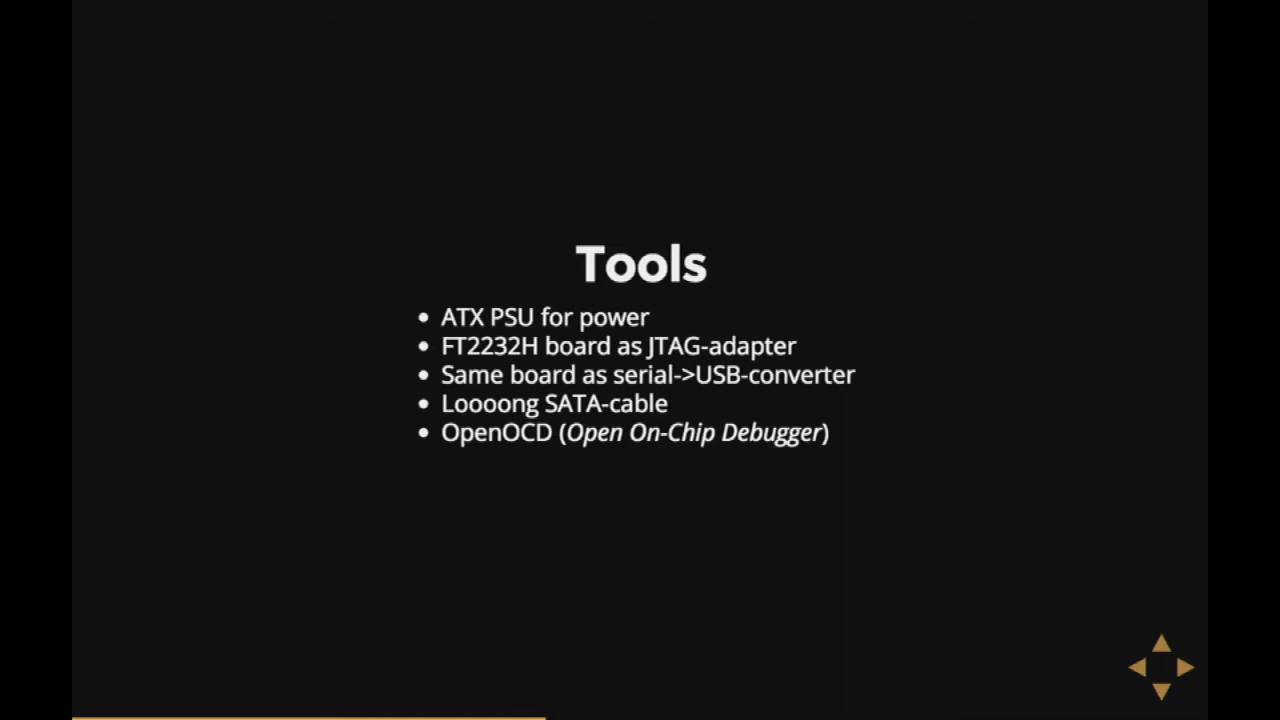 Tools
• ATX PSU for power
• FT2232H board as JTAG-adapter
• Same board as serial->USB-converter
• Loooong SATA-cable
• OpenOCD (Open On-Chip Debugger)